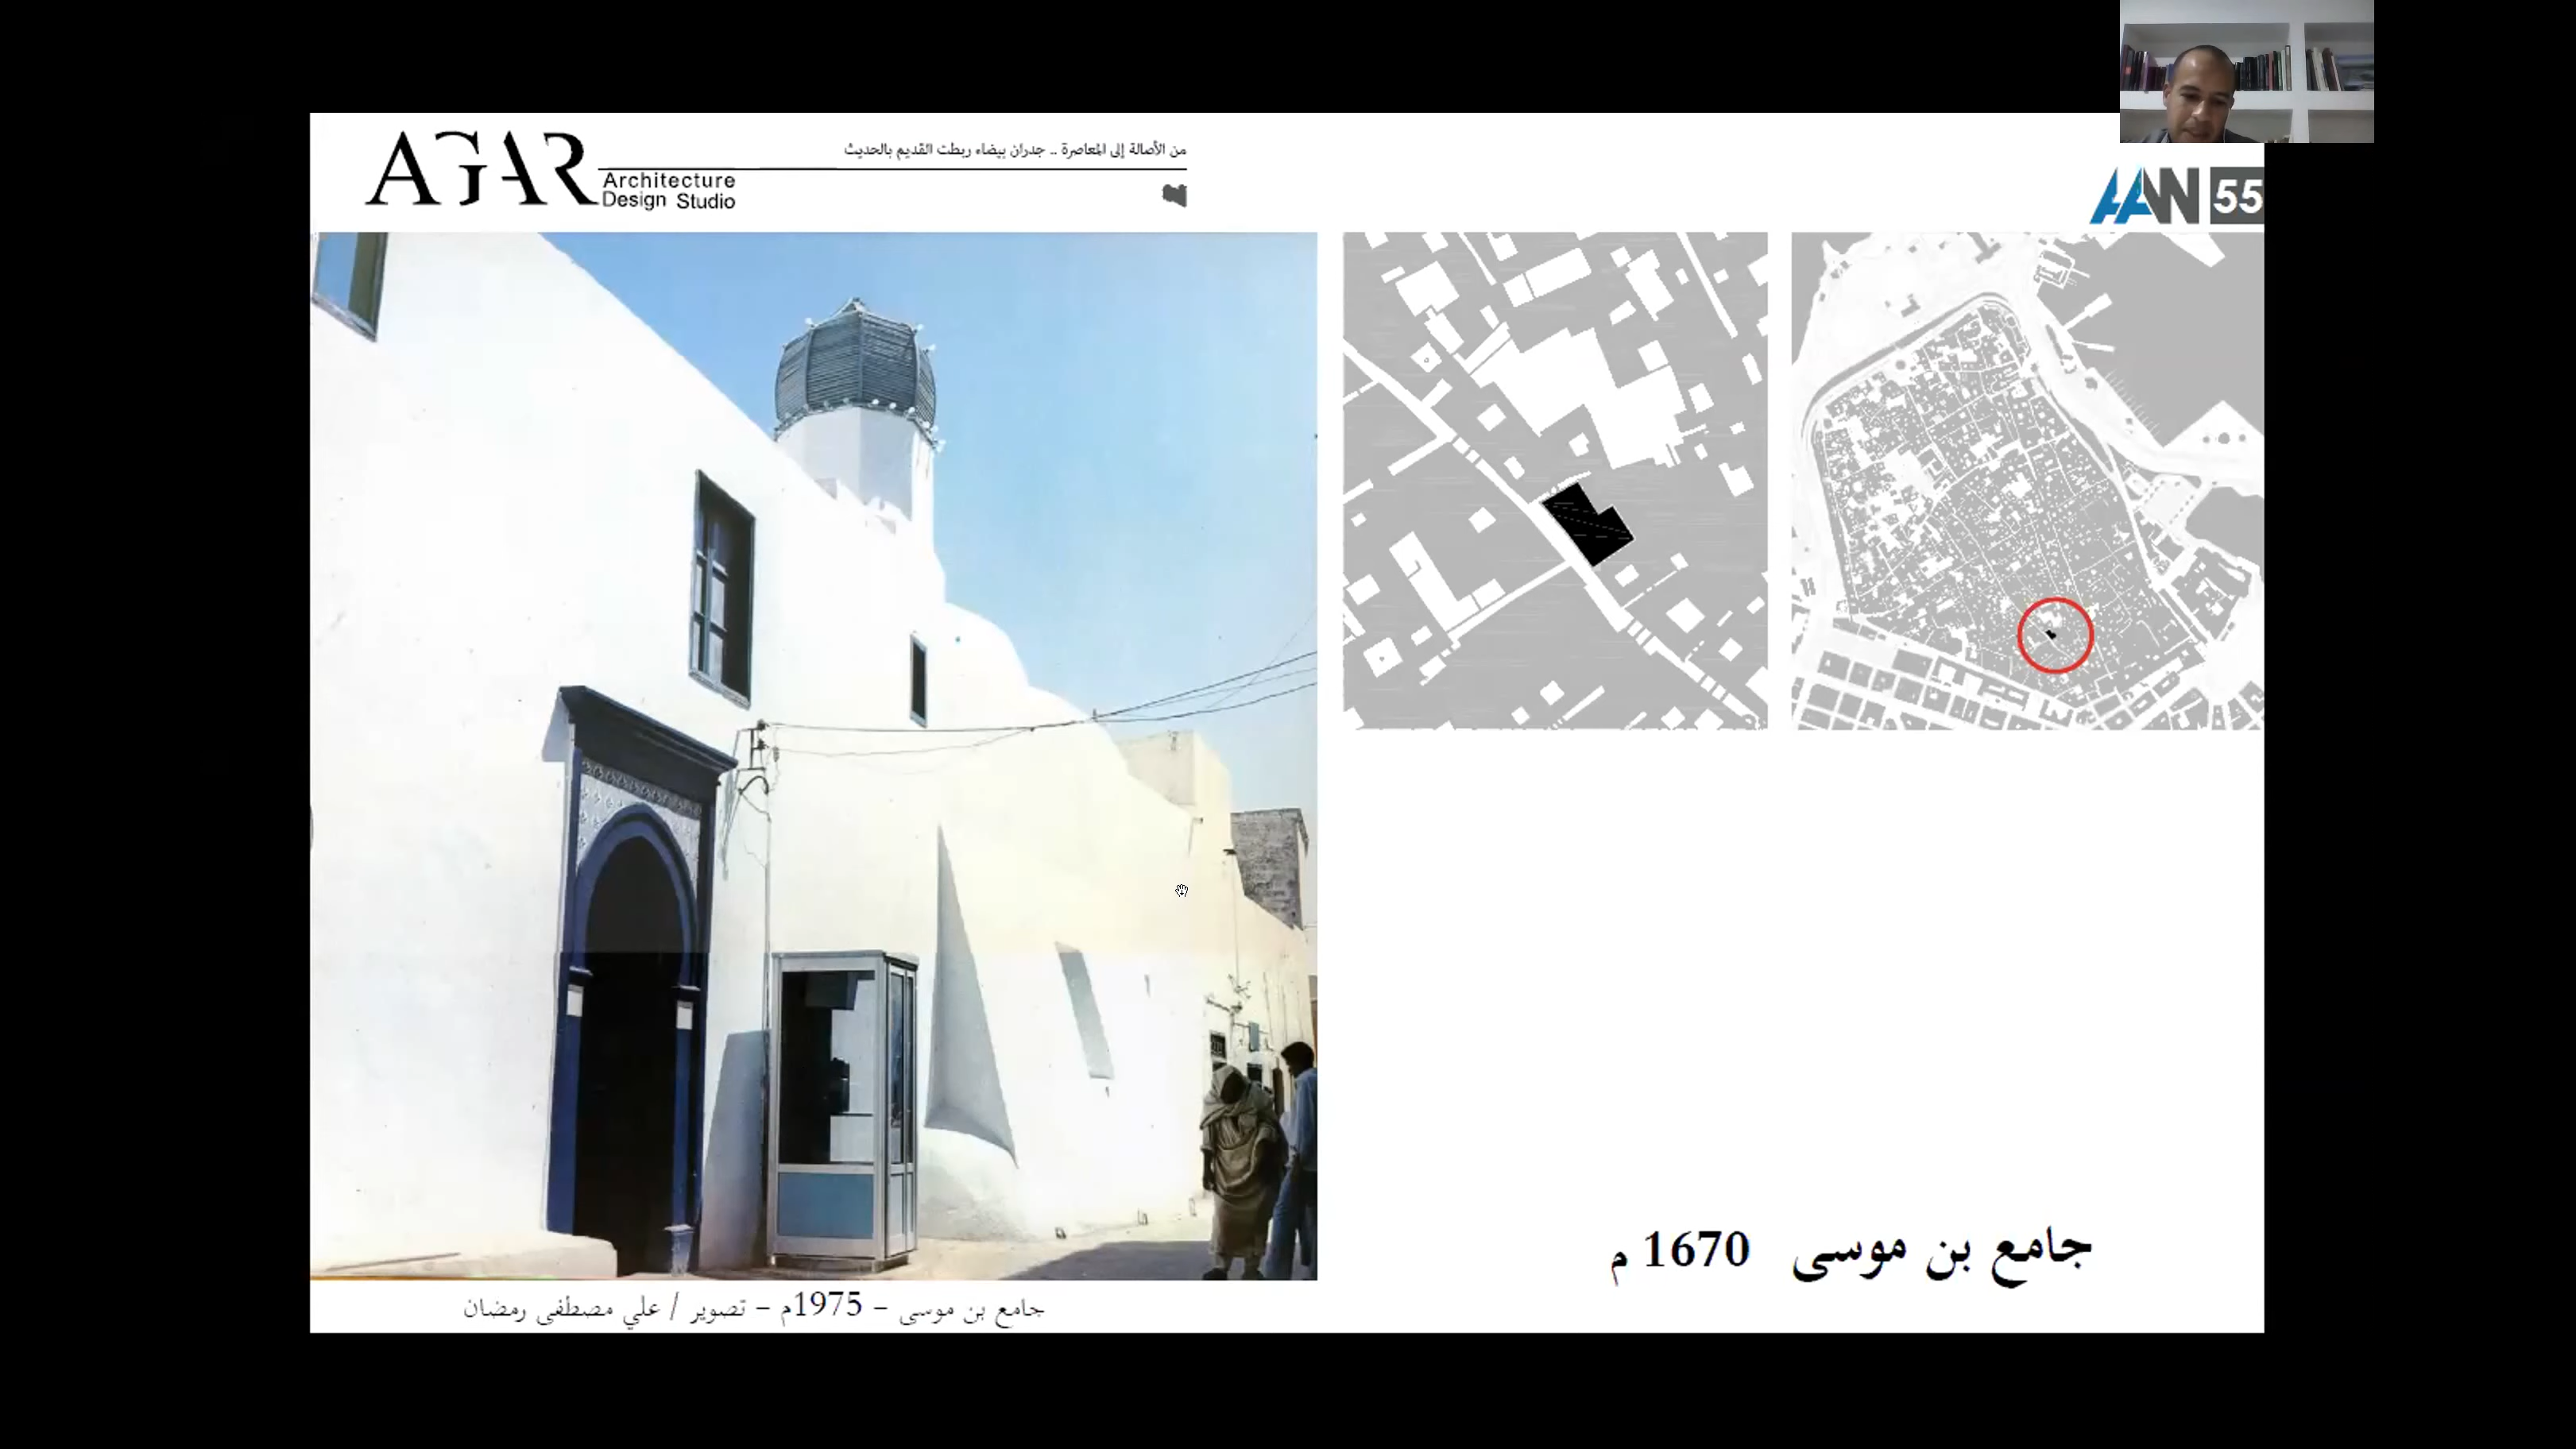 AGAR
Architecture
Design Studio
من الأصالة إلى المعاصرة .. جدران بيضاء ربطت القديم بالحديث
AAN 55
جامع بن موسى 1670 م
جامع بن موسى – 1975م – تصوير / علي مصطفى رمضان